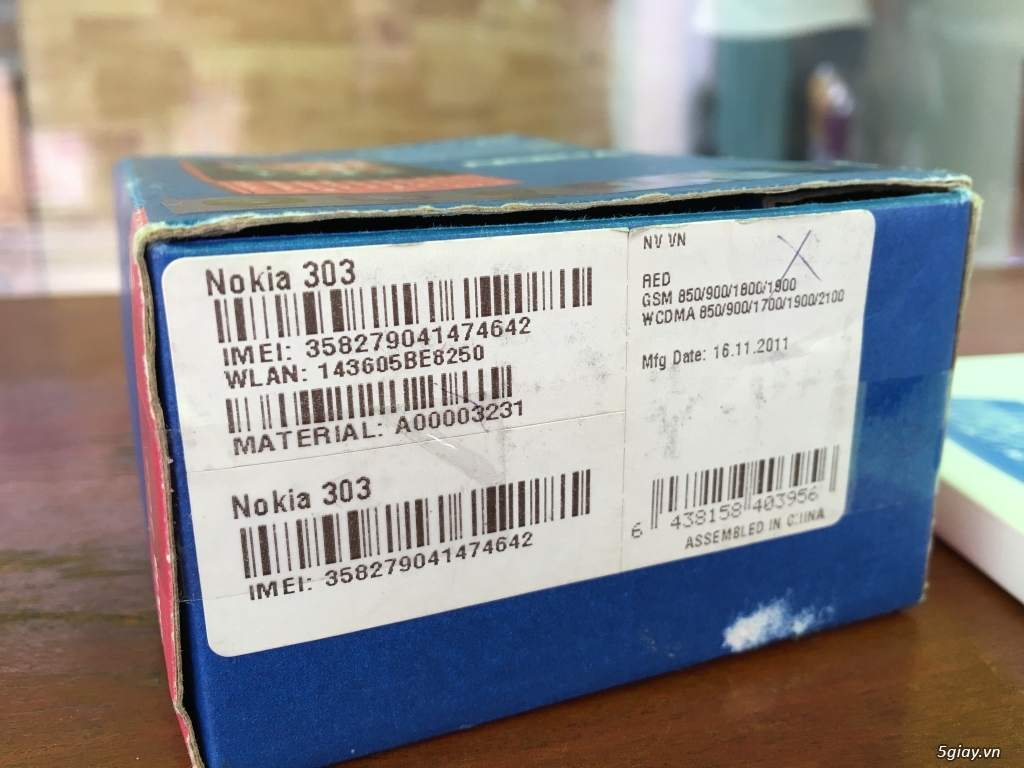 Nokia 303
IMEI: 358279041474642
WLAN: 143605BE8250
MATERIAL: A00003231
Nokia 303
IMEI: 358279041474642
NV VN
RED
GSM 850/900/1800/1900
WCDMA 850/900/1700/1900/2100
Mfg Date: 16.11.2011
6 438158 403956
ASSEMBLED IN CHINA
5giay.vn